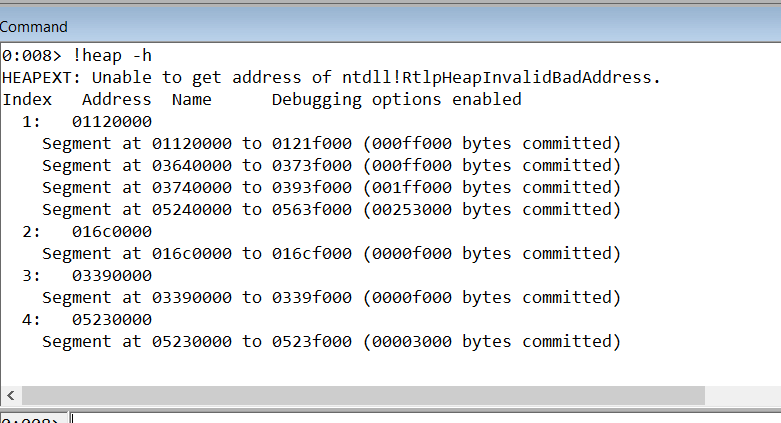 Command
0:008> !heap -h
HEAPEXT: Unable to get address of ntdll!RtlpHeapInvalidBadAddress.
Index   Address  Name      Debugging options enabled
  1:   01120000
    Segment at 01120000 to 0121f000 (000ff000 bytes committed)
    Segment at 03640000 to 0373f000 (000ff000 bytes committed)
    Segment at 03740000 to 0393f000 (001ff000 bytes committed)
    Segment at 05240000 to 0563f000 (00253000 bytes committed)
  2:   016c0000
    Segment at 016c0000 to 016cf000 (0000f000 bytes committed)
  3:   03390000
    Segment at 03390000 to 0339f000 (0000f000 bytes committed)
  4:   05230000
    Segment at 05230000 to 0523f000 (00003000 bytes committed)
0:008>